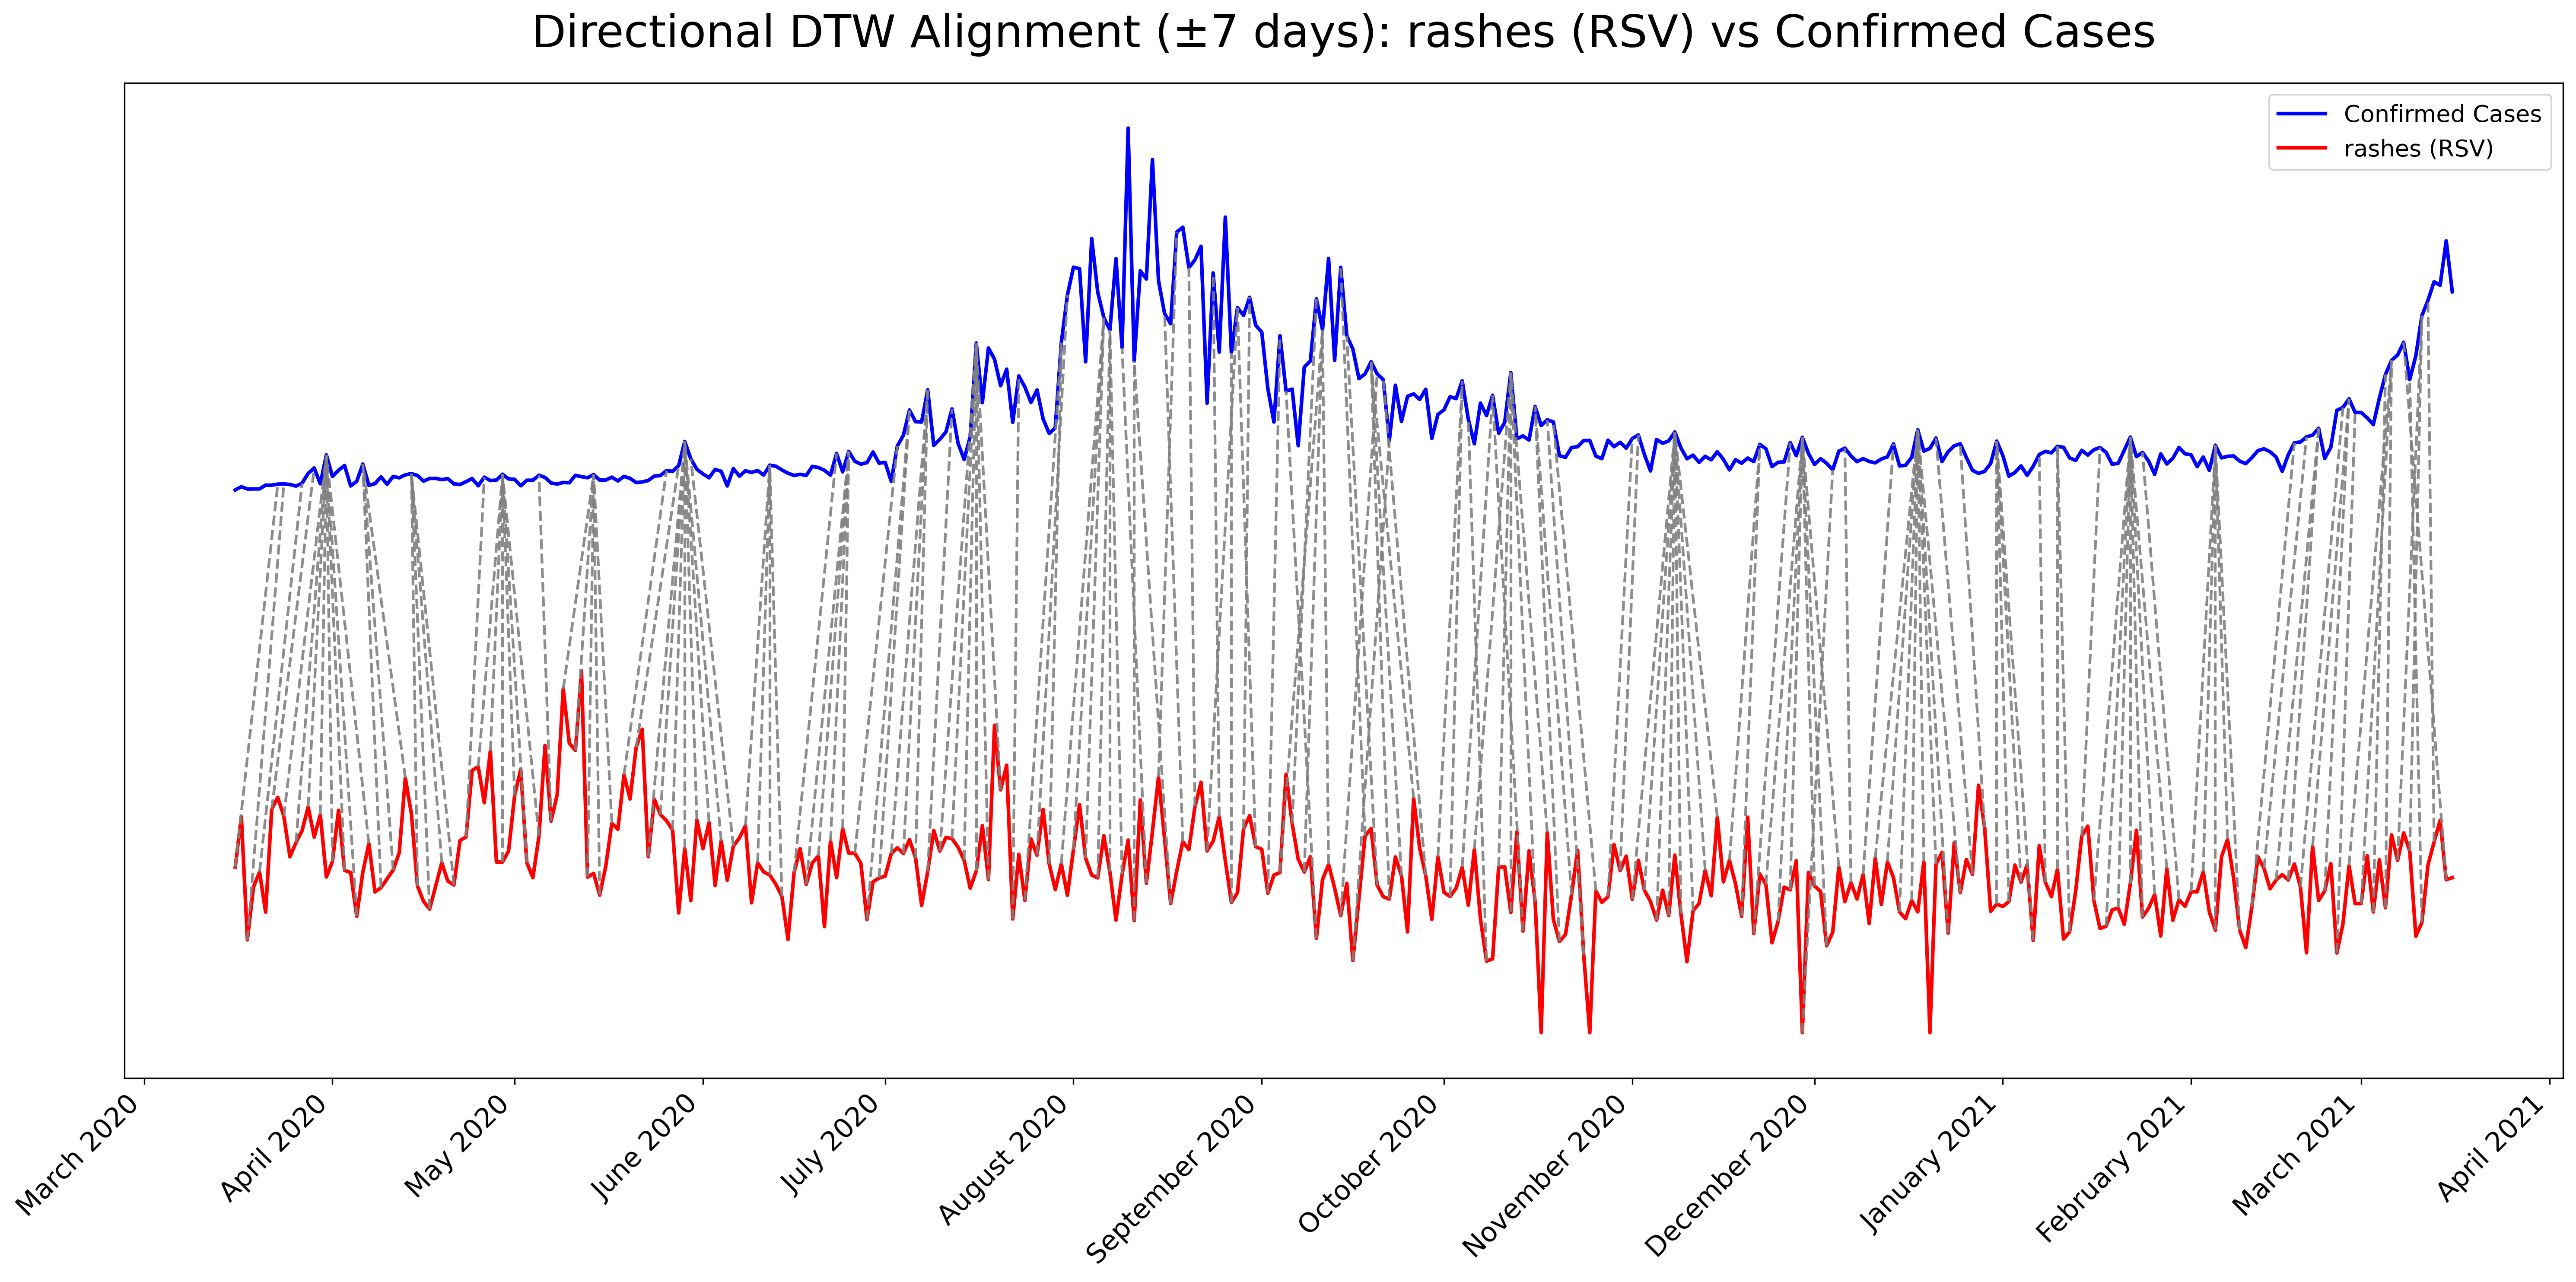 Directional DTW Alignment (±7 days): rashes (RSV) vs Confirmed Cases
Confirmed Cases
rashes (RSV)
March 2020
April 2020
May 2020
June 2020
July 2020
August 2020
September 2020
October 2020
November 2020
December 2020
January 2021
February 2021
March 2021
April 2021